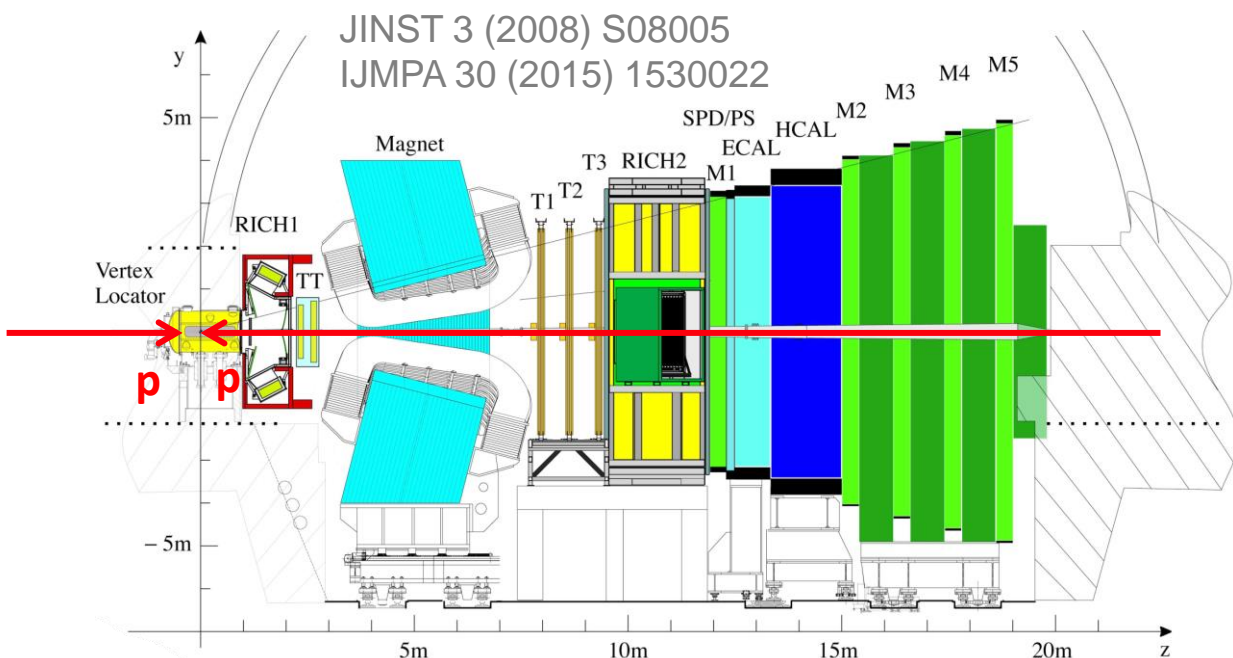 JINST 3 (2008) S08005
IJMPA 30 (2015) 1530022
y
5m
Magnet
SPD/PS
ECAL
HCAL
M2
M3
M4
M5
T1
T2
T3
RICH2
M1
RICH1
TT
Vertex
Locator
p
p
− 5m
5m
10m
15m
20m
z